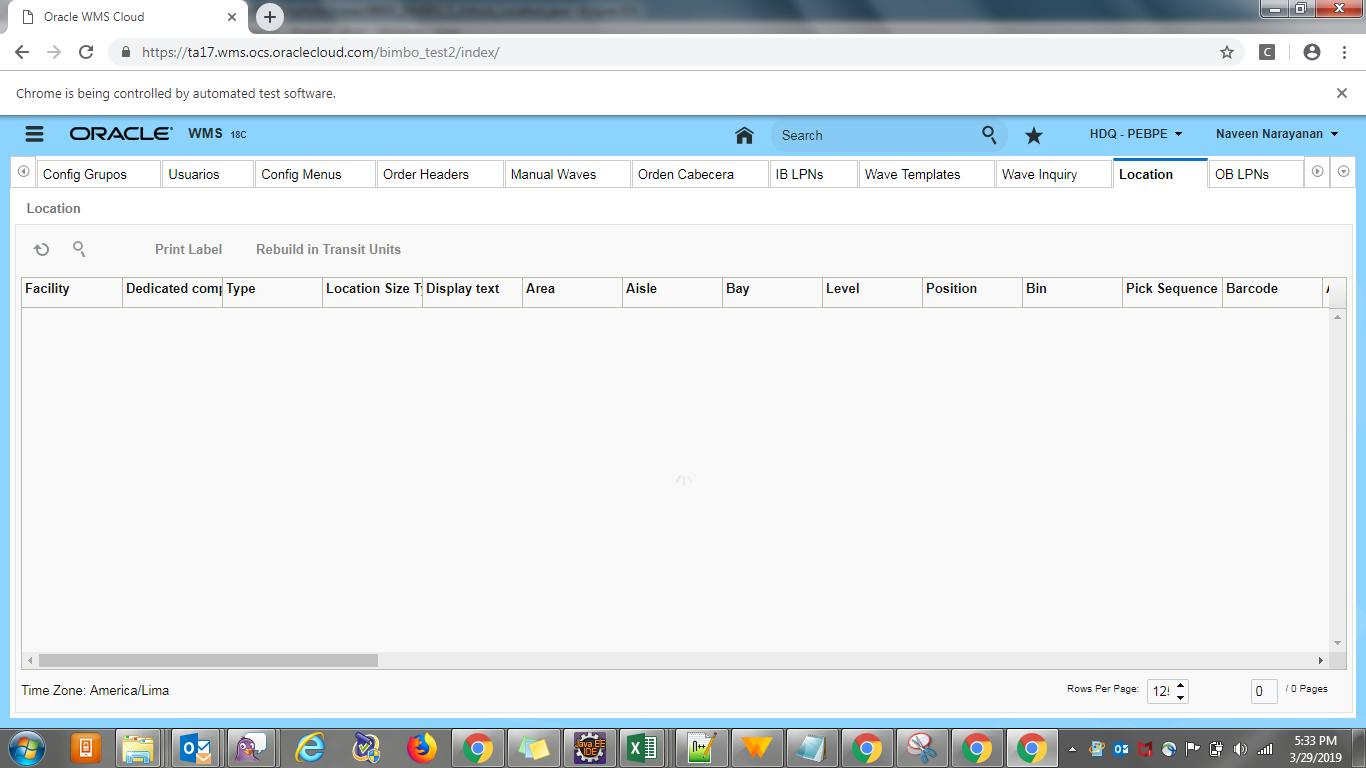 Oracle WMS Cloud
https://ta17.wms.ocs.oraclecloud.com/bimbo_test2/index/
Chrome is being controlled by automated test software.
ORACLE WMS 18C Search HDQ - PEBPE Naveen Narayanan
Config Grupos Usuarios Config Menus Order Headers Manual Waves Orden Cabecera IB LPNs Wave Templates Wave Inquiry Location OB LPNs
Location
Print Label Rebuild in Transit Units
Facility Dedicated comp Type Location Size Ty Display text Area Aisle Bay Level Position Bin Pick Sequence Barcode
Time Zone: America/Lima Rows Per Page: 125 0 / 0 Pages
5:33 PM
3/29/2019